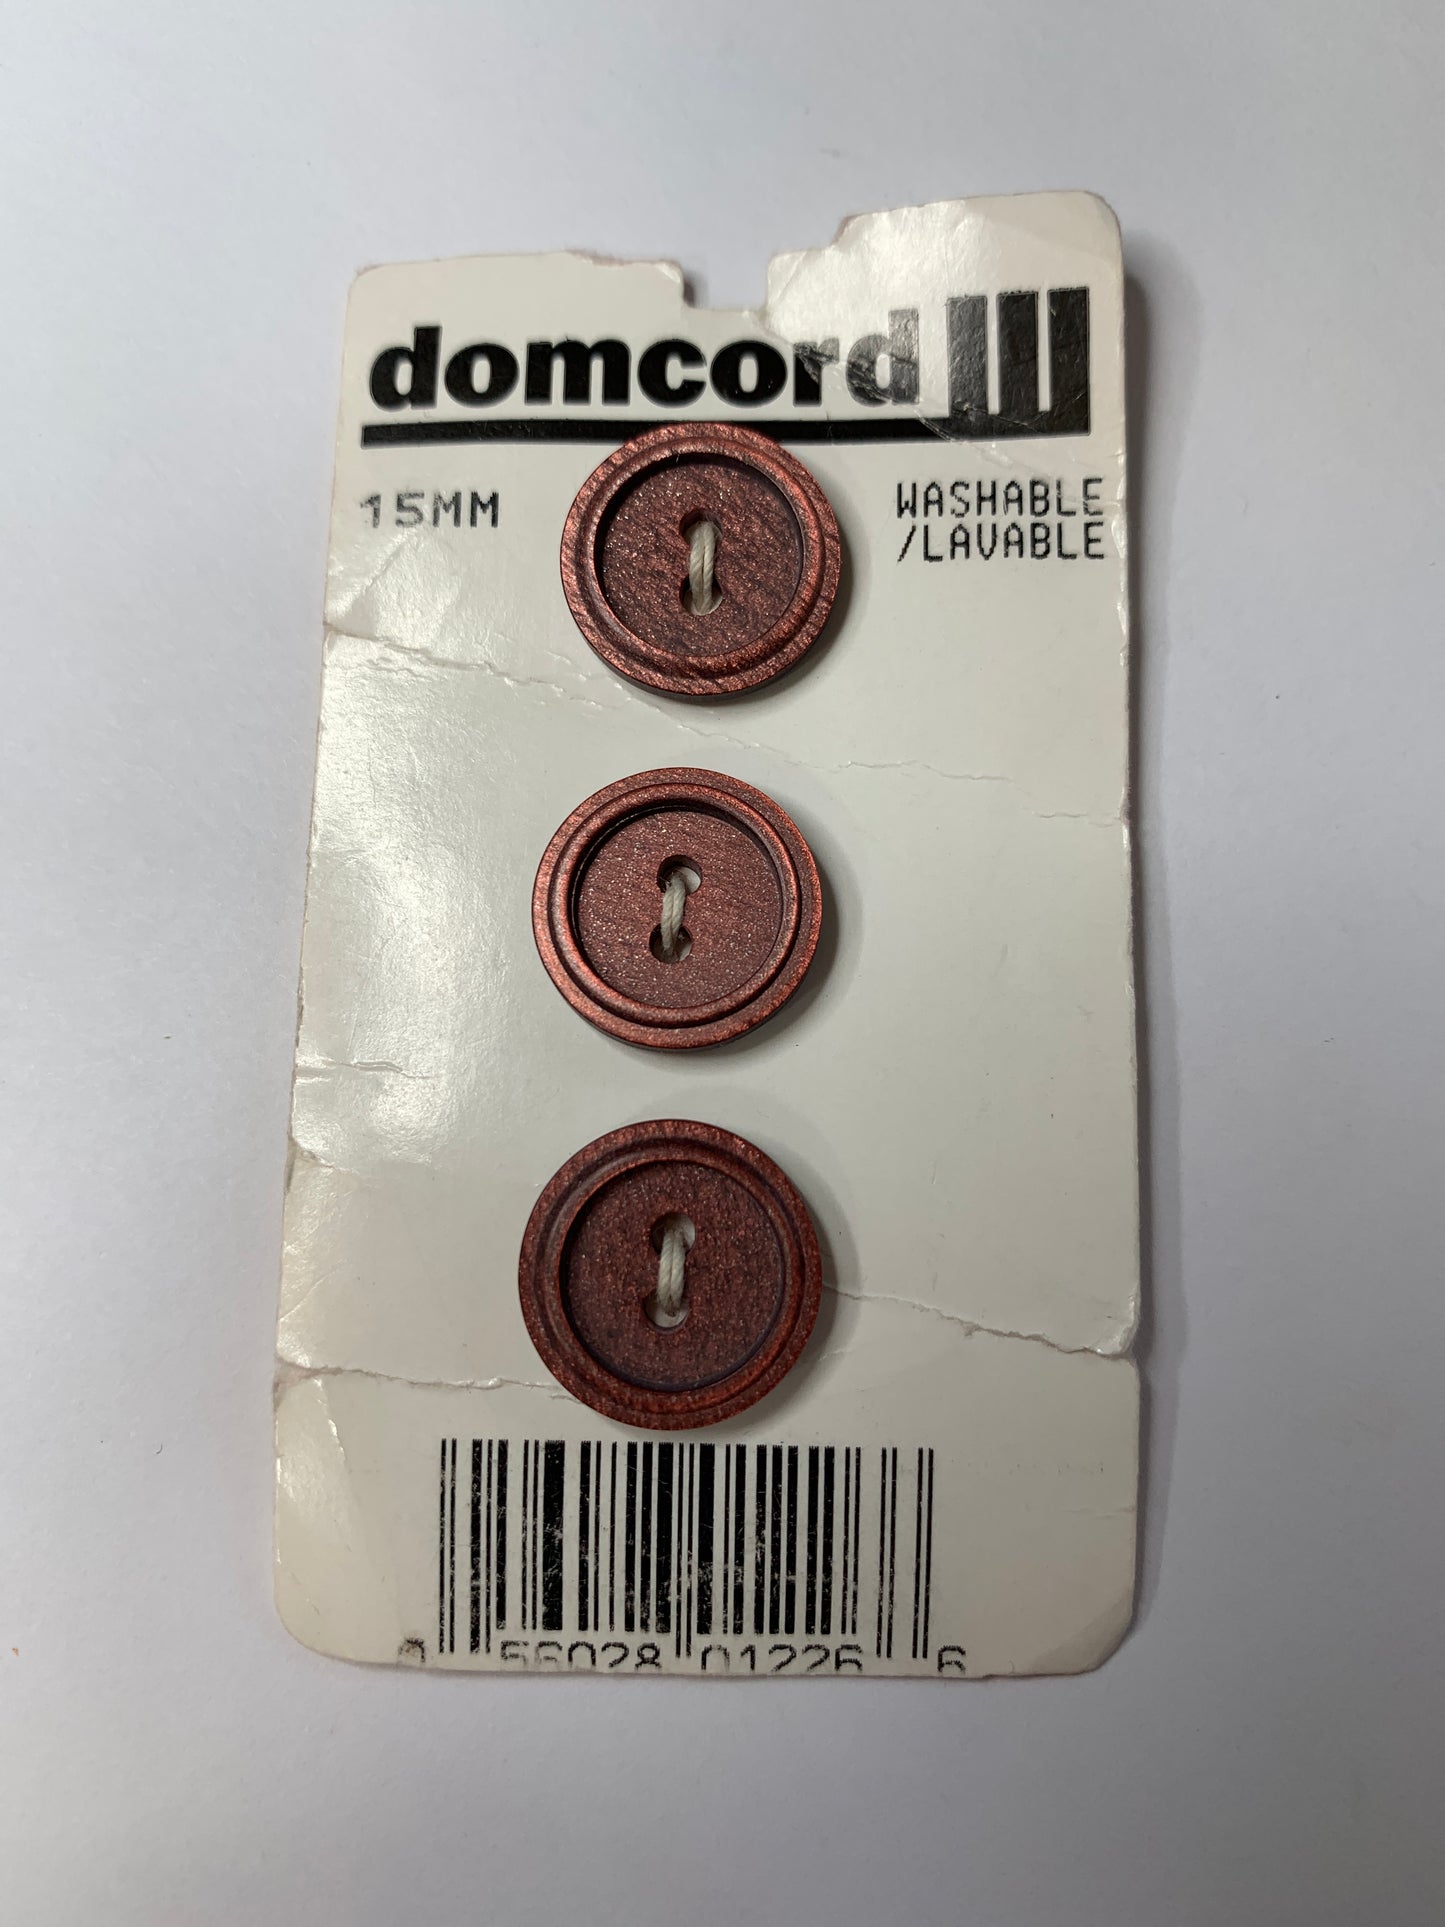 domcord
15MM
WASHABLE
/LAVABLE
0 56028 01226 6